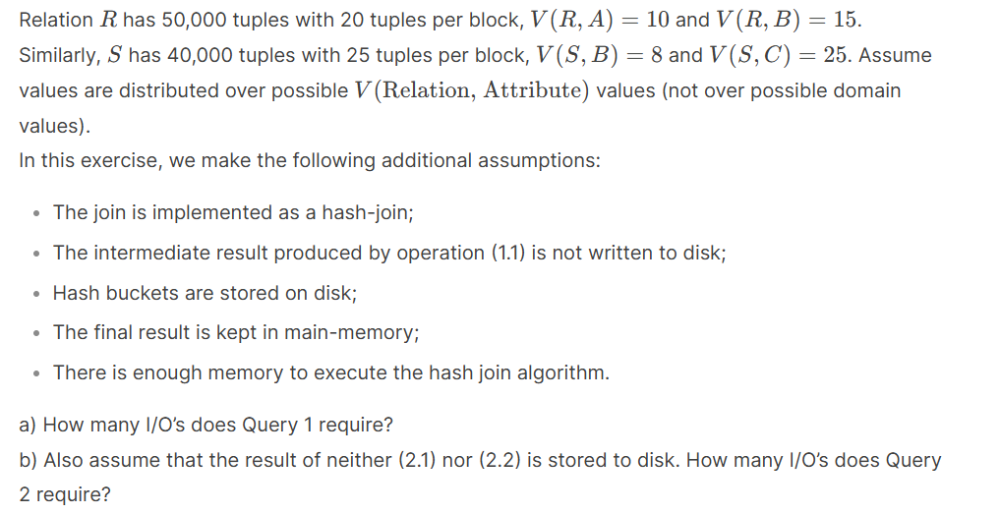 Relation R has 50,000 tuples with 20 tuples per block, V(R, A) = 10 and V(R, B) = 15.
Similarly, S has 40,000 tuples with 25 tuples per block, V(S, B) = 8 and V(S, C) = 25. Assume
values are distributed over possible V(Relation, Attribute) values (not over possible domain
values).
In this exercise, we make the following additional assumptions:
• The join is implemented as a hash-join;
• The intermediate result produced by operation (1.1) is not written to disk;
• Hash buckets are stored on disk;
• The final result is kept in main-memory;
• There is enough memory to execute the hash join algorithm.
a) How many I/O's does Query 1 require?
b) Also assume that the result of neither (2.1) nor (2.2) is stored to disk. How many I/O's does Query
2 require?